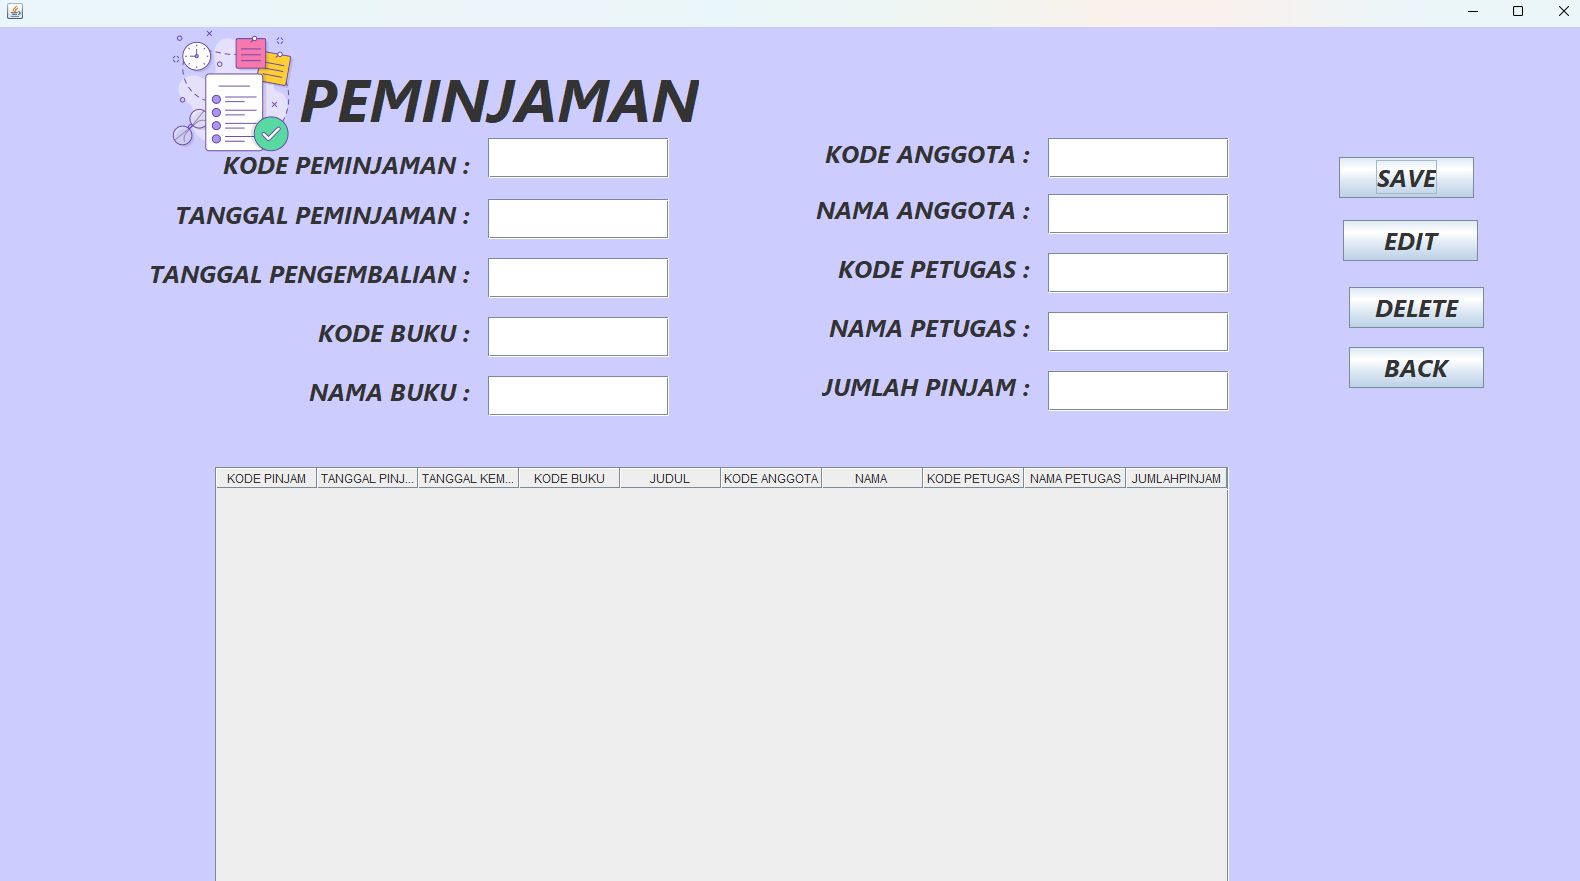 PEMINJAMAN
KODE PEMINJAMAN :
TANGGAL PEMINJAMAN :
TANGGAL PENGEMBALIAN :
KODE BUKU :
NAMA BUKU :
KODE ANGGOTA :
NAMA ANGGOTA :
KODE PETUGAS :
NAMA PETUGAS :
JUMLAH PINJAM :
SAVE
EDIT
DELETE
BACK
KODE PINJAM TANGGAL PINJ... TANGGAL KEM... KODE BUKU JUDUL KODE ANGGOTA NAMA KODE PETUGAS NAMA PETUGAS JUMLAHPINJAM